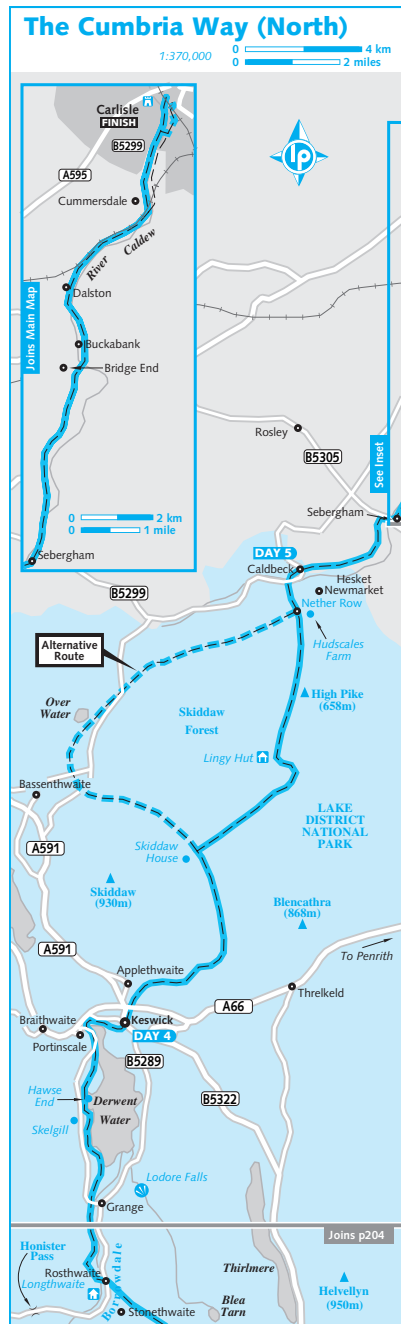 The Cumbria Way (North)
1:370,000
0 4 km
0 2 miles
Carlisle
FINISH
B5299
A595
Cummersdale
River Caldew
lp
Joins Main Map
Dalston
Buckabank
Bridge End
Rosley
B5305
See Inset
Sebergham
0 2 km
0 1 mile
Sebergham
DAY 5
Caldbeck
Hesket
Newmarket
B5299
Nether Row
Hudscales
Farm
Alternative
Route
Over
Water
Skiddaw
Forest
High Pike
(658m)
Lingy Hut
Bassenthwaite
LAKE
DISTRICT
NATIONAL
PARK
A591
Skiddaw
House
Skiddaw
(930m)
Blencathra
(868m)
A591
To Penrith
Applethwaite
Threlkeld
A66
Braithwaite
Keswick
Portinscale
DAY 4
B5289
Hawse
End
Derwent
Water
B5322
Skelgill
Lodore Falls
Grange
Joins p204
Honister
Pass
Longthwaite
Rosthwaite
Borrowdale
Stonethwaite
Thirlmere
Blea
Tarn
Helvellyn
(950m)